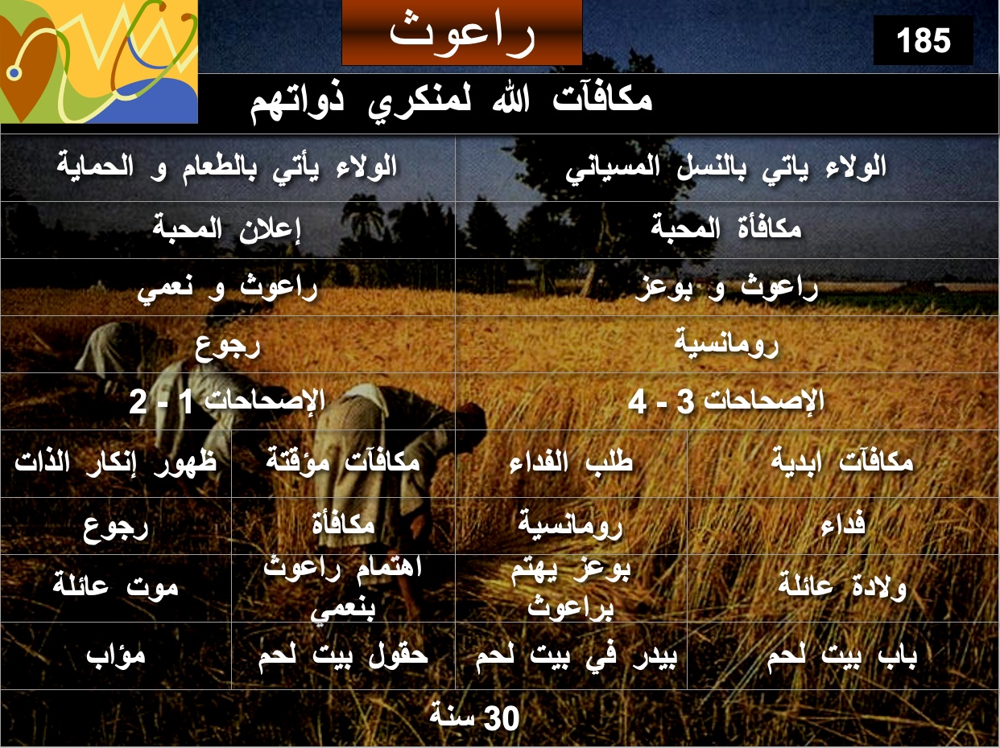 راعوث
185
مكافآت الله لمنكري ذواتهم
الولاء ياتي بالنسل المسياني
الولاء يأتي بالطعام و الحماية
مكافأة المحبة
إعلان المحبة
راعوث و بوعز
راعوث و نعمي
رومانسية
رجوع
الإصحاحات 3 - 4
الإصحاحات 1 - 2
مكافآت ابدية
طلب الفداء
مكافآت مؤقتة
ظهور إنكار الذات
فداء
رومانسية
مكافأة
رجوع
ولادة عائلة
بوعز يهتم
براعوث
اهتمام راعوث
بنعمي
موت عائلة
باب بيت لحم
بيدر في بيت لحم
حقول بيت لحم
مؤاب
30 سنة